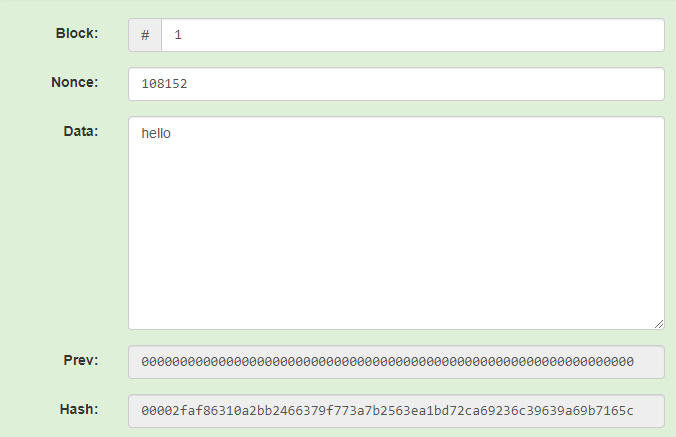 Block: # 1
Nonce: 108152
Data: hello
Prev: 0000000000000000000000000000000000000000000000000000000000000000
Hash: 00002faf86310a2bb2466379f773a7b2563ea1bd72ca69236c39639a69b7165c